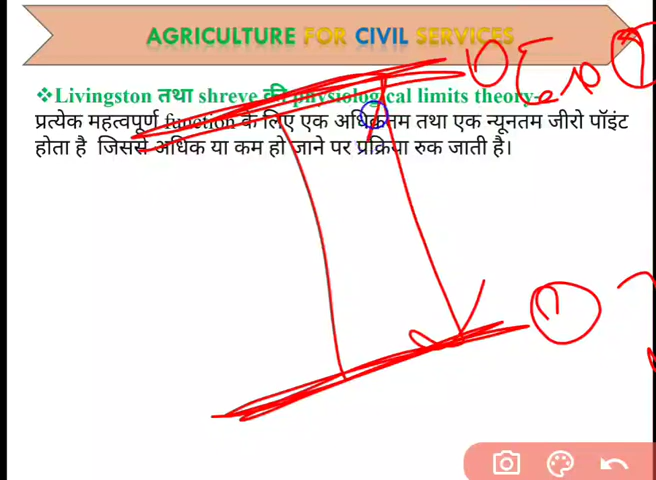 AGRICULTURE FOR CIVIL SERVICES
❖Livingston तथा shreve की physiological limits theory-
प्रत्येक महत्वपूर्ण function के लिए एक अधिकतम तथा एक न्यूनतम जीरो पॉइंट
होता है जिससे अधिक या कम हो जाने पर प्रक्रिया रुक जाती है।